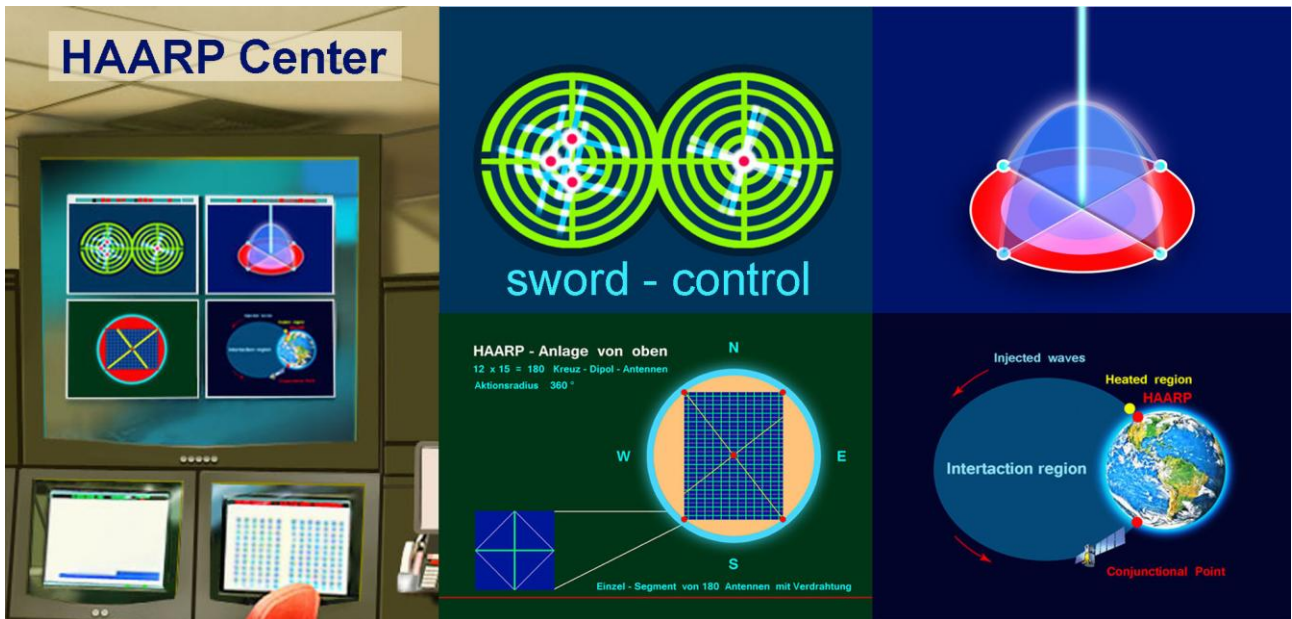 HAARP Center
sword - control
HAARP - Anlage von oben
12 x 15 = 180 Kreuz - Dipol - Antennen
Aktionsradius 360 °
N
W
E
S
Einzel - Segment von 180 Antennen mit Verdrahtung
Injected waves
Heated region
HAARP
Intertaction region
Conjunctional Point